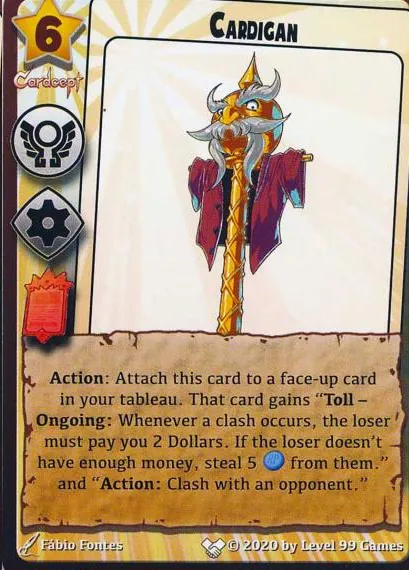 6
CARDIGAN
Cardcept
Action: Attach this card to a face-up card
in your tableau. That card gains “Toll –
Ongoing: Whenever a clash occurs, the loser
must pay you 2 Dollars. If the loser doesn't
have enough money, steal 5 from them.”
and “Action: Clash with an opponent.”
Fábio Fontes
© 2020 by Level 99 Games